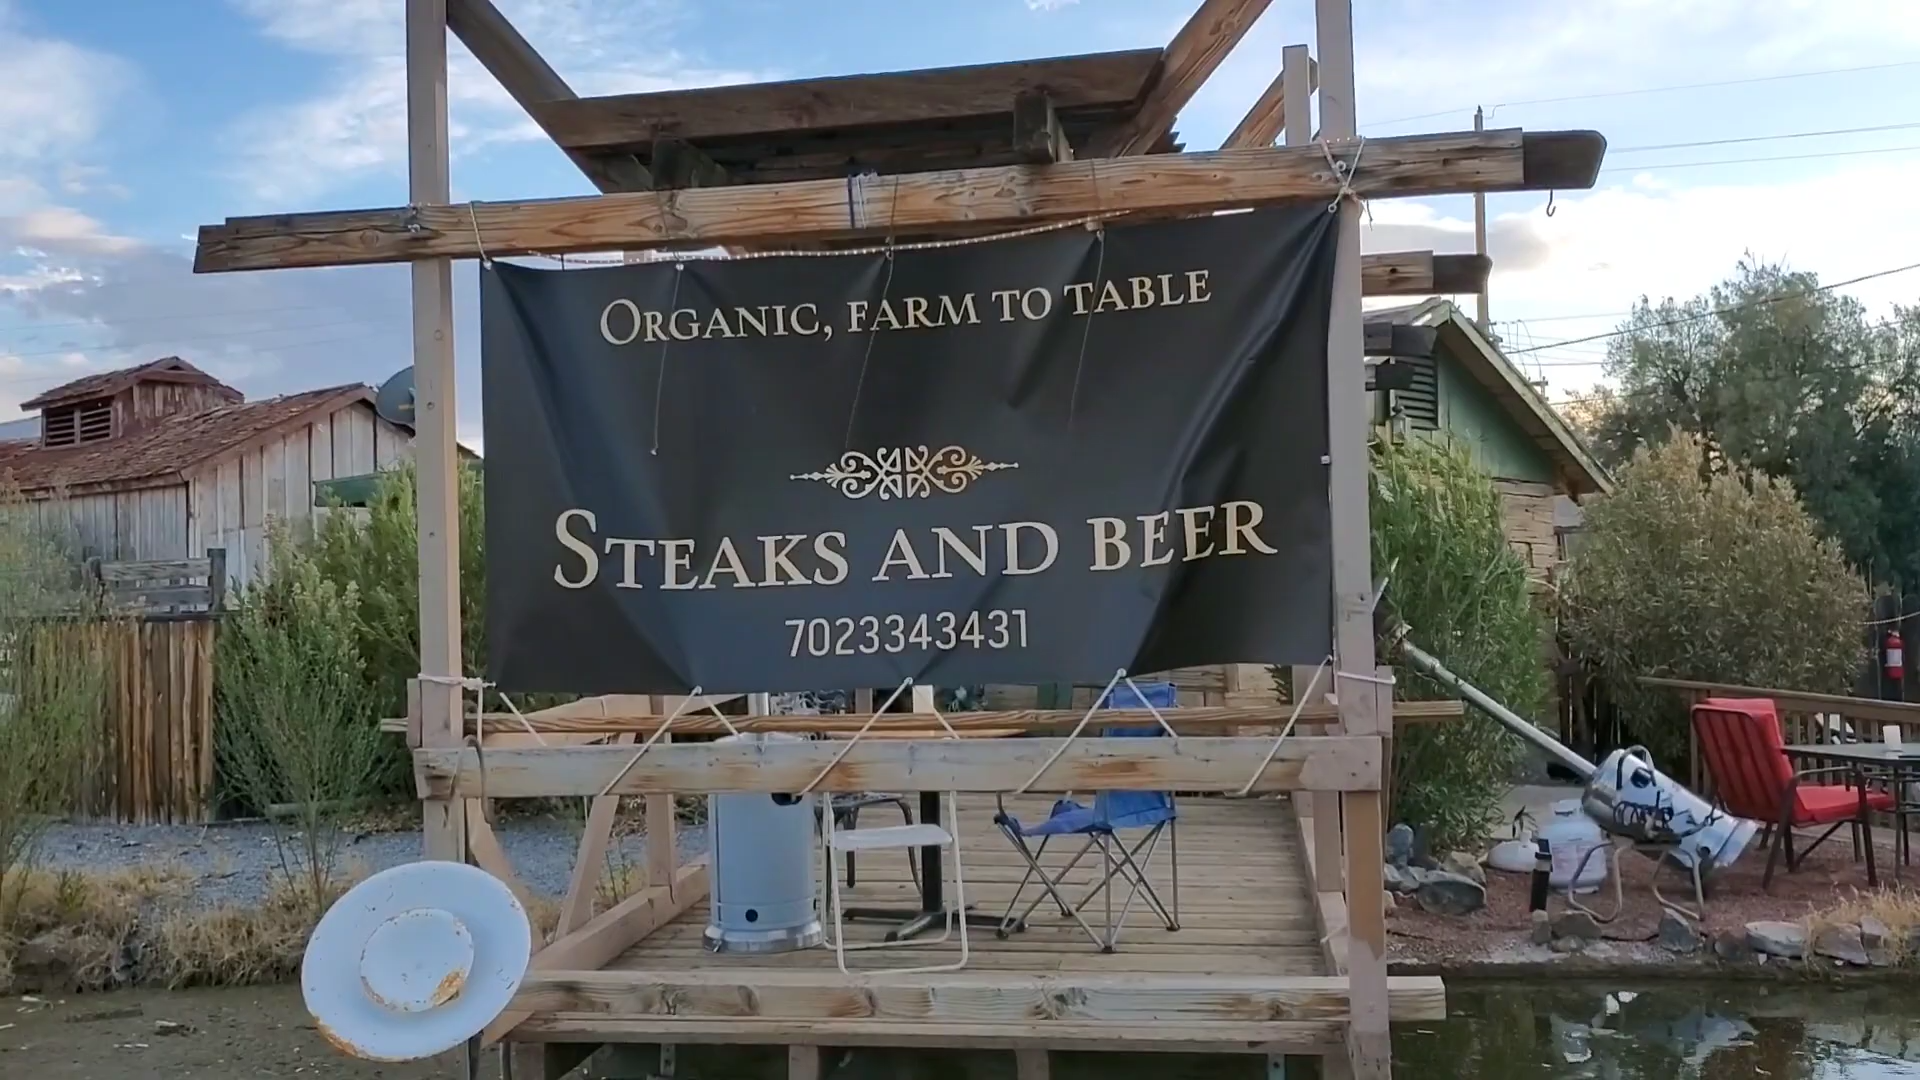 Organic, farm to table
Steaks and beer
7023343431